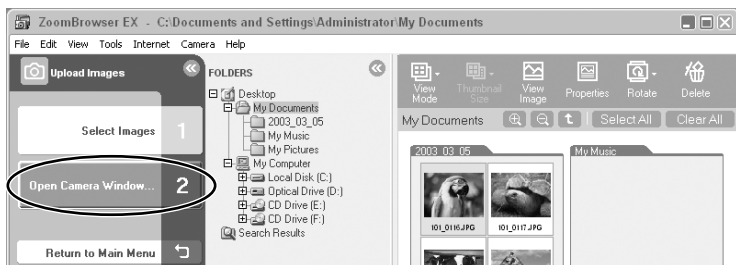 ZoomBrowser EX - C:\Documents and Settings\Administrator\My Documents
File Edit View Tools Internet Camera Help
Upload Images
Select Images 1
Open Camera Window... 2
Return to Main Menu
FOLDERS
Desktop
My Documents
2003_03_05
My Music
My Pictures
My Computer
Local Disk (C:)
Optical Drive (D:)
CD Drive (E:)
CD Drive (F:)
Search Results
View Mode
Thumbnail Size
View Image
Properties
Rotate
Delete
My Documents
Select All
Clear All
2003 03 05
My Music
101_0116.JPG
101_0117.JPG